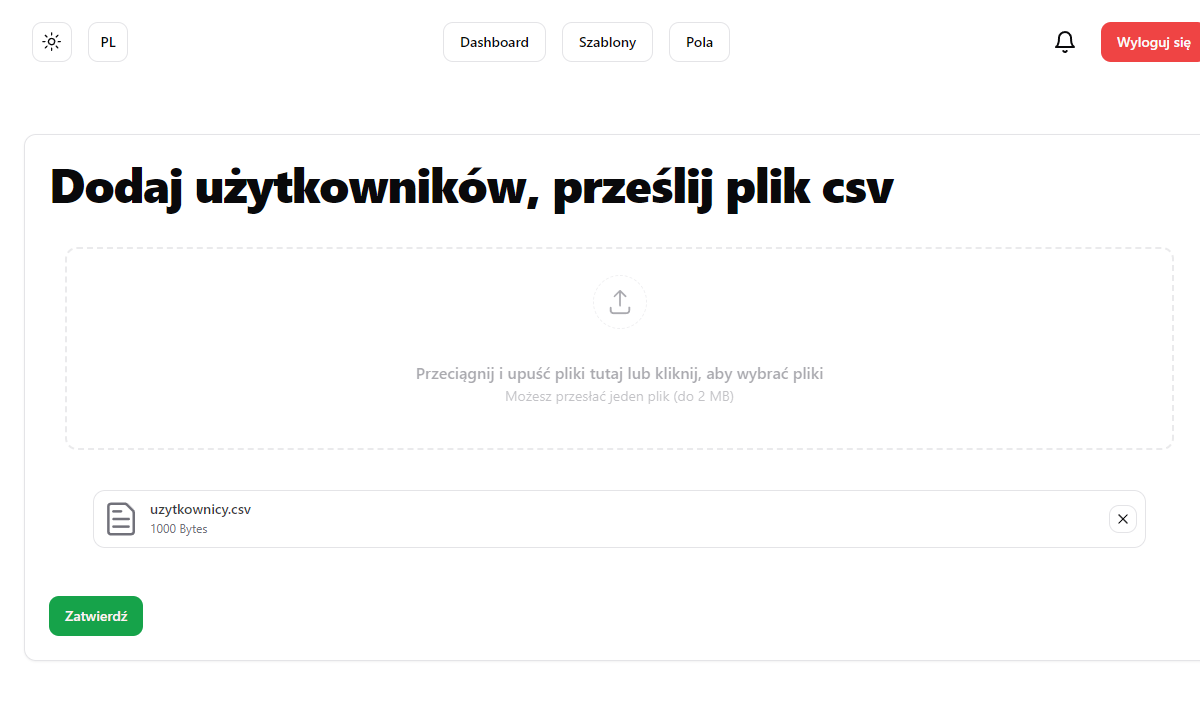 PL
Dashboard
Szablony
Pola
Wyloguj się
Dodaj użytkowników, prześlij plik csv
Przeciągnij i upuść pliki tutaj lub kliknij, aby wybrać pliki
Możesz przesłać jeden plik (do 2 MB)
uzytkownicy.csv
1000 Bytes
Zatwierdź